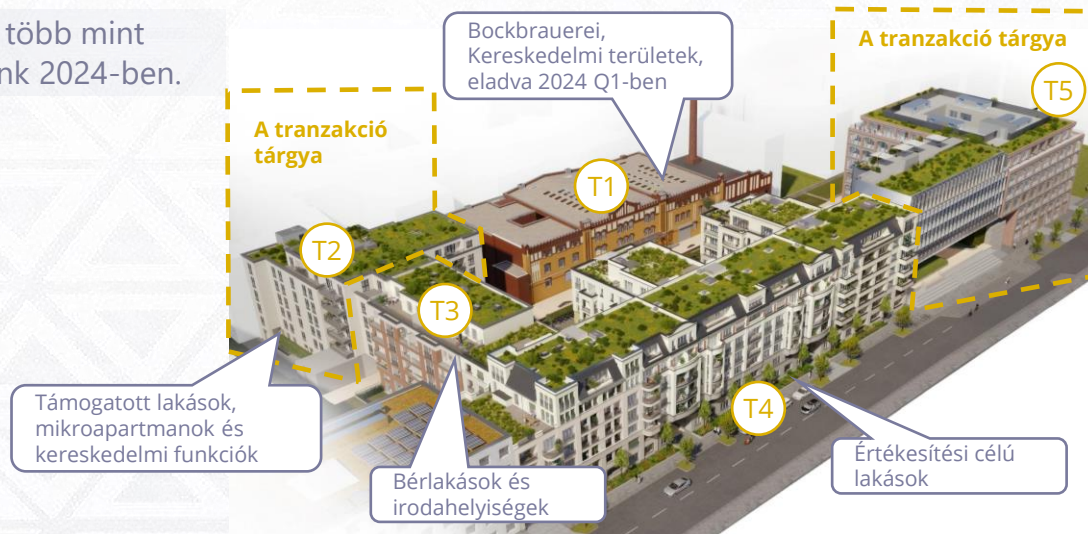 több mint
nk 2024-ben.
Bockbrauerei,
Kereskedelmi területek,
eladva 2024 Q1-ben
A tranzakció tárgya
T5
A tranzakció
tárgya
T1
T2
T3
T4
Támogatott lakások,
mikroapartmanok és
kereskedelmi funkciók
Bérlakások és
irodahelyiségek
Értékesítési célú
lakások